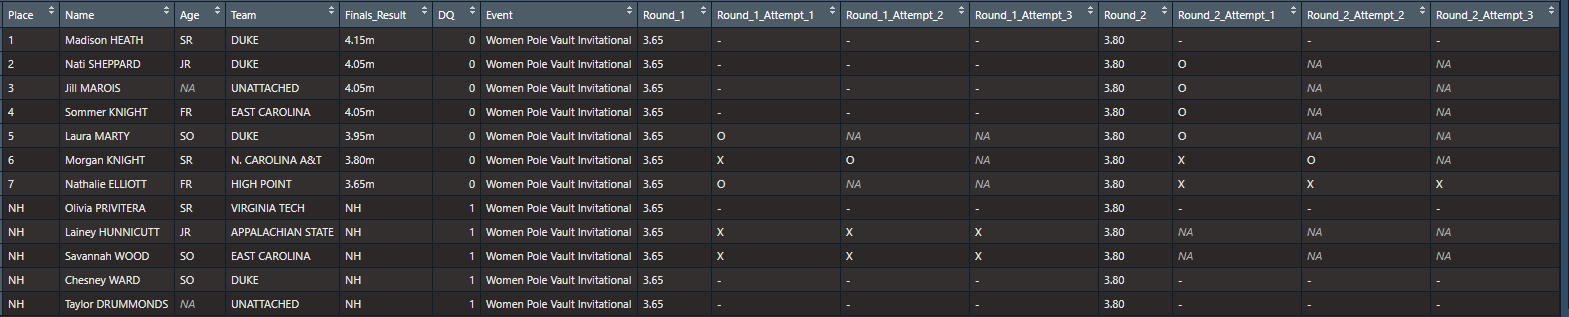 Place Name Age Team Finals_Result DQ Event Round_1 Round_1_Attempt_1 Round_1_Attempt_2 Round_1_Attempt_3 Round_2 Round_2_Attempt_1 Round_2_Attempt_2 Round_2_Attempt_3
1 Madison HEATH SR DUKE 4.15m 0 Women Pole Vault Invitational 3.65 - - - 3.80 - - -
2 Nati SHEPPARD JR DUKE 4.05m 0 Women Pole Vault Invitational 3.65 - - - 3.80 O NA NA
3 Jill MAROIS NA UNATTACHED 4.05m 0 Women Pole Vault Invitational 3.65 - - - 3.80 O NA NA
4 Sommer KNIGHT FR EAST CAROLINA 4.05m 0 Women Pole Vault Invitational 3.65 - - - 3.80 O NA NA
5 Laura MARTY SO DUKE 3.95m 0 Women Pole Vault Invitational 3.65 O NA NA 3.80 O NA NA
6 Morgan KNIGHT SR N. CAROLINA A&T 3.80m 0 Women Pole Vault Invitational 3.65 X O NA 3.80 X O NA
7 Nathalie ELLIOTT FR HIGH POINT 3.65m 0 Women Pole Vault Invitational 3.65 O NA NA 3.80 X X X
NH Olivia PRIVITERA SR VIRGINIA TECH NH 1 Women Pole Vault Invitational 3.65 - - - 3.80 - - -
NH Lainey HUNNICUTT JR APPALACHIAN STATE NH 1 Women Pole Vault Invitational 3.65 X X X 3.80 NA NA NA
NH Savannah WOOD SO EAST CAROLINA NH 1 Women Pole Vault Invitational 3.65 X X X 3.80 NA NA NA
NH Chesney WARD SO DUKE NH 1 Women Pole Vault Invitational 3.65 - - - 3.80 - - -
NH Taylor DRUMMONDS NA UNATTACHED NH 1 Women Pole Vault Invitational 3.65 - - - 3.80 - - -